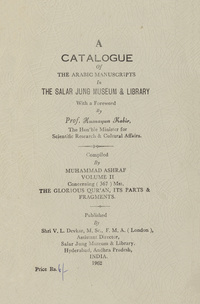 A
CATALOGUE
Of
THE ARABIC MANUSCRIPTS
In
THE SALAR JUNG MUSEUM & LIBRARY
With a Foreword
By
Prof. Humayun Kabir,
The Hon'ble Minister for
Scientific Research & Cultural Affairs.
Compiled
By
MUHAMMAD ASHRAF
VOLUME II
Concerning ( 367 ) Mss.
THE GLORIOUS QUR'AN, ITS PARTS &
FRAGMENTS.
Published
By
Shri V. L. Devkar, M. Sc., F. M. A. ( London ),
Assistant Director,
Salar Jung Museum & Library.
Hyderabad, Andhra Pradesh,
INDIA.
1962
Price Rs.